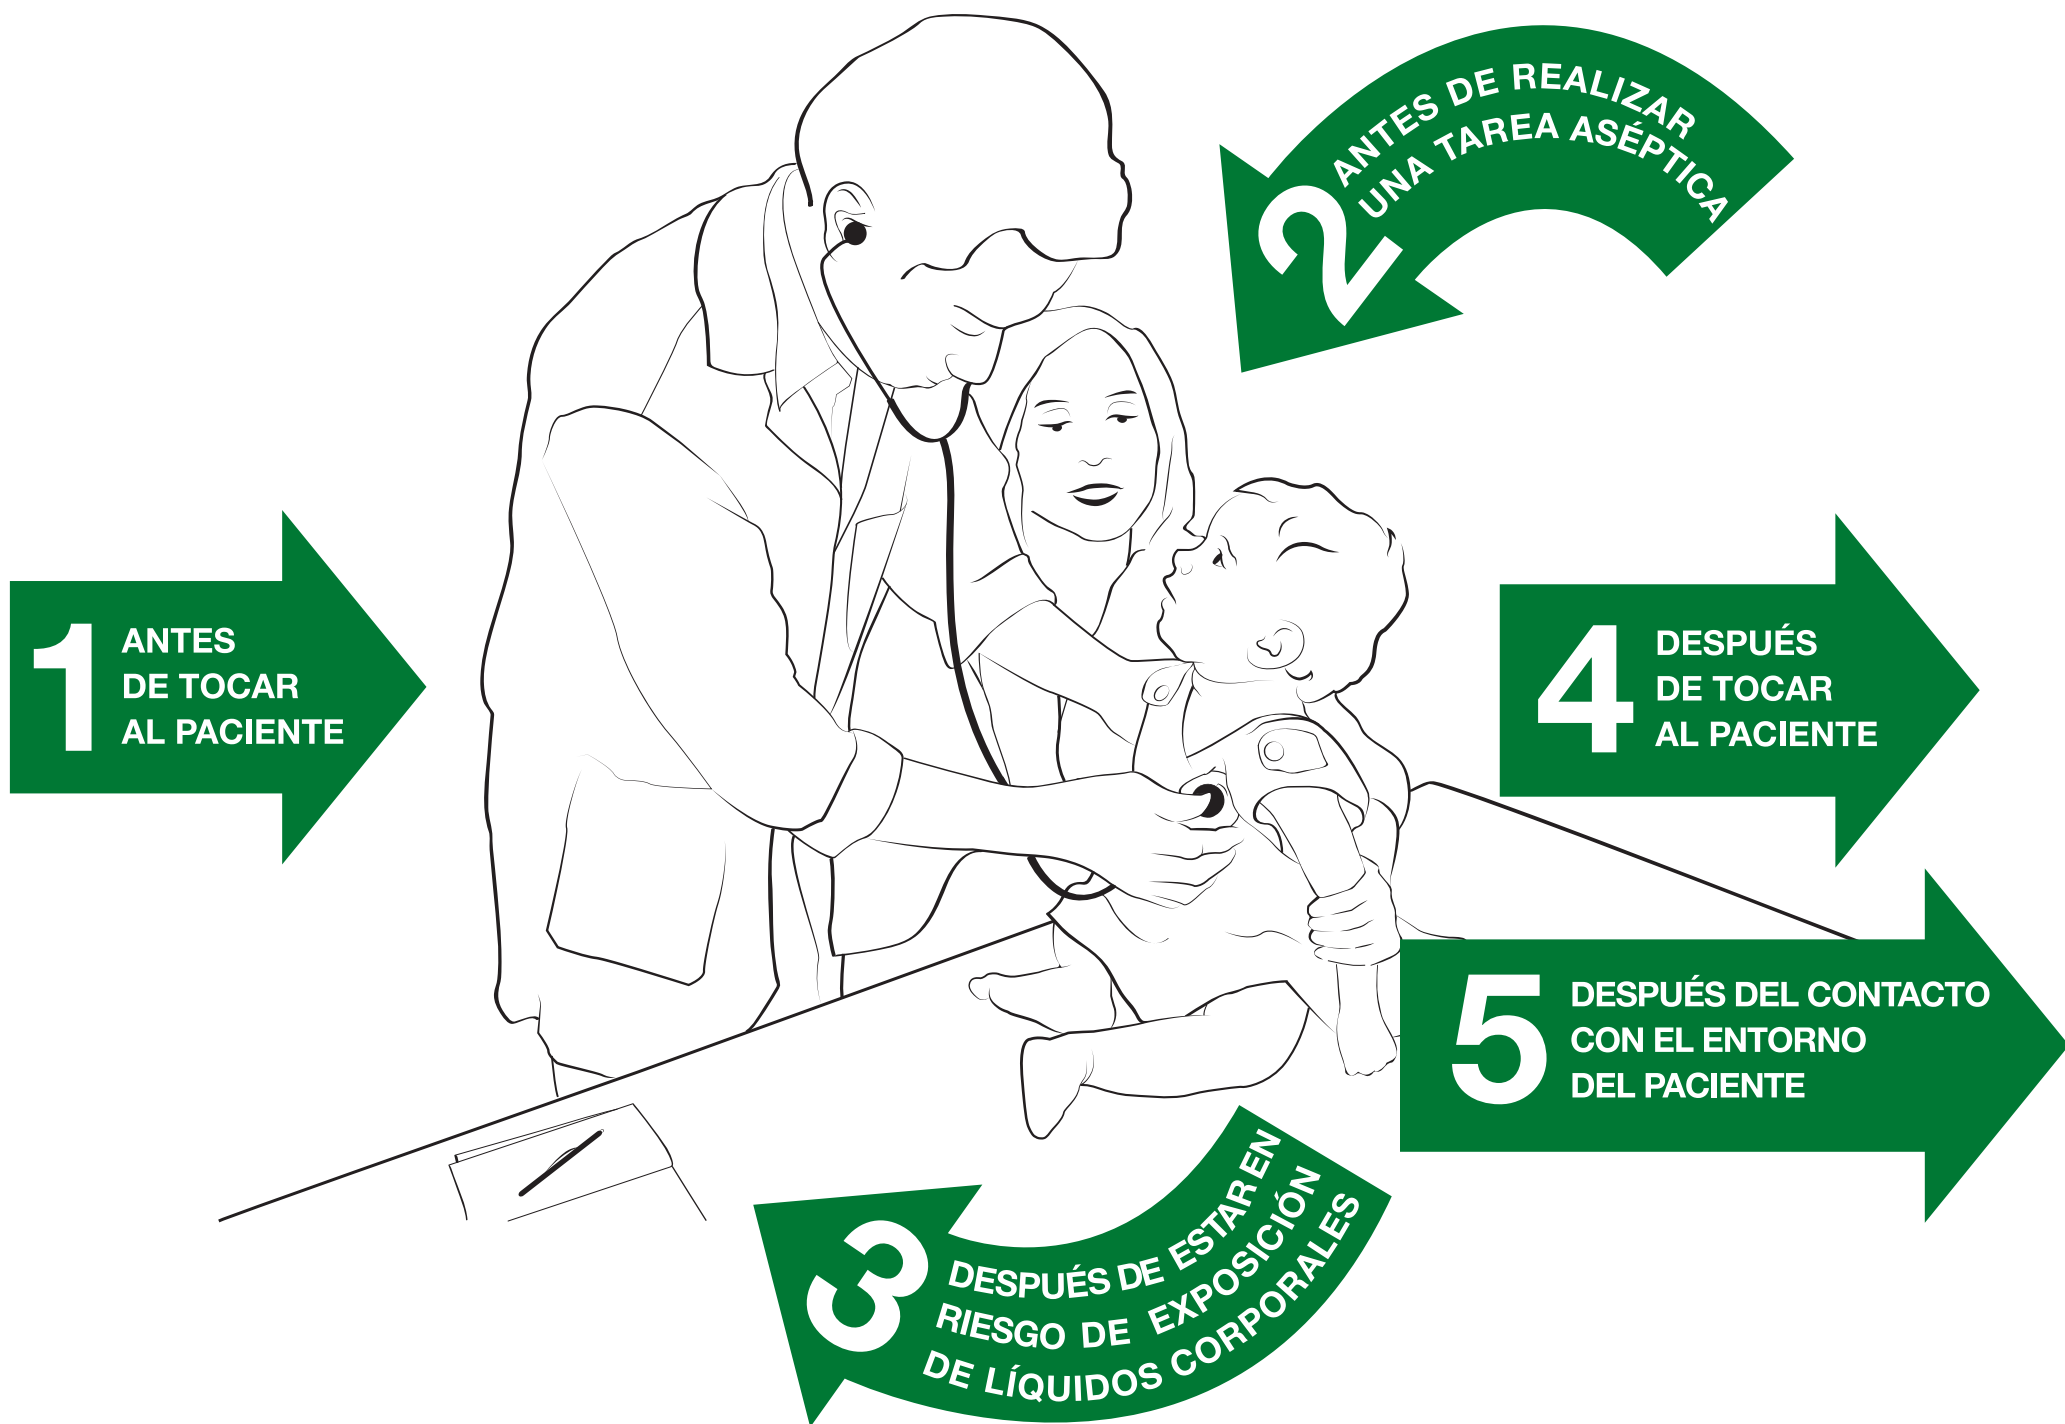 1
ANTES
DE TOCAR
AL PACIENTE
2
ANTES DE REALIZAR
UNA TAREA ASÉPTICA
3
DESPUÉS DE ESTAR EN
RIESGO DE EXPOSICIÓN
DE LÍQUIDOS CORPORALES
4
DESPUÉS
DE TOCAR
AL PACIENTE
5
DESPUÉS DEL CONTACTO
CON EL ENTORNO
DEL PACIENTE